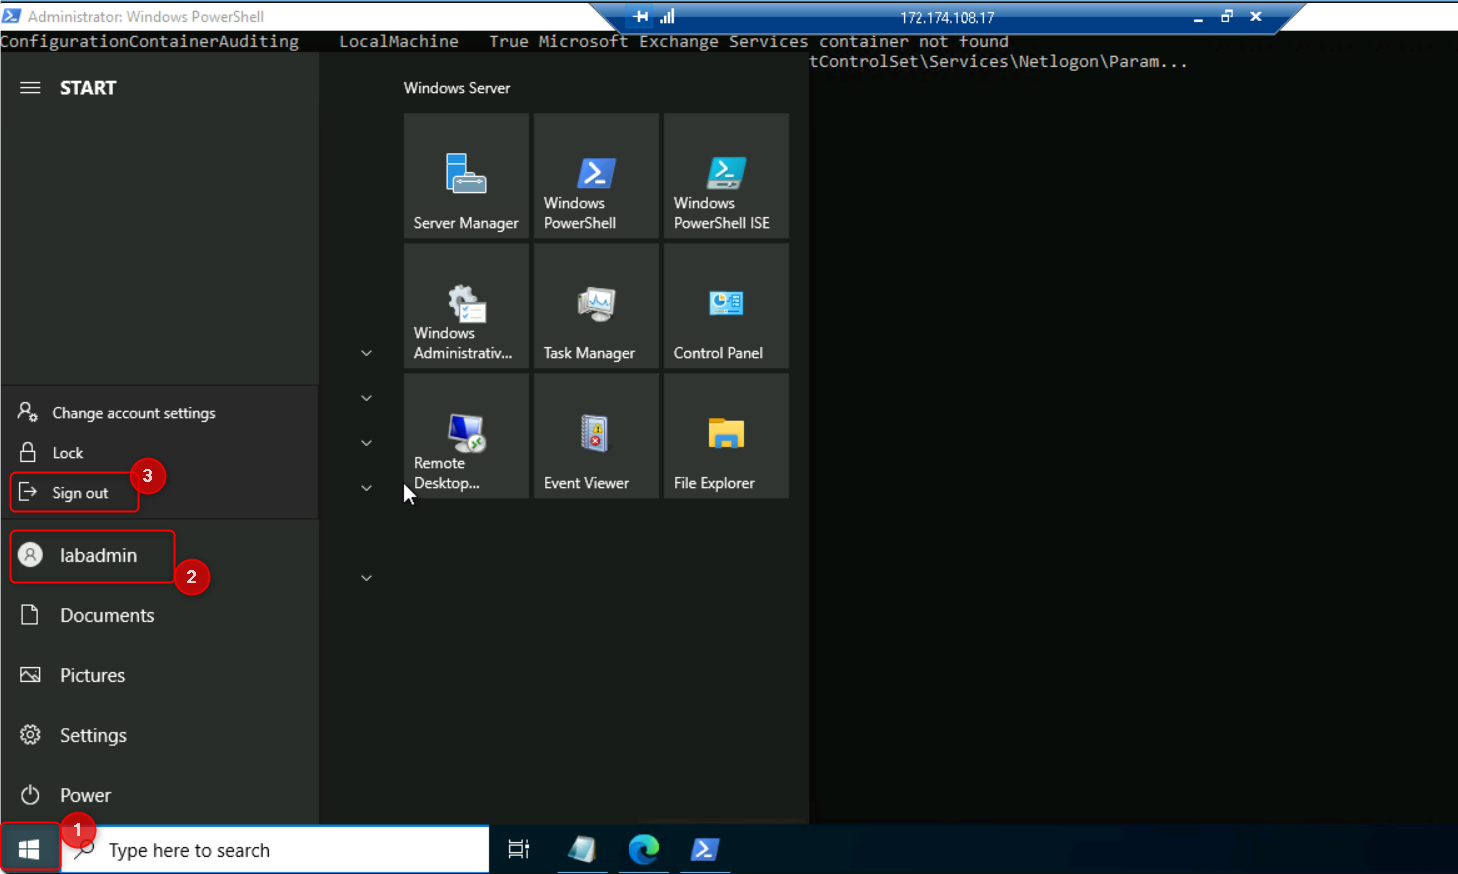 Administrator: Windows PowerShell
172.174.108.17
ConfigurationContainerAuditing LocalMachine True Microsoft Exchange Services container not found
tControlSet\Services\Netlogon\Param...
START
Windows Server
Server Manager
Windows PowerShell
Windows PowerShell ISE
Windows Administrativ...
Task Manager
Control Panel
Remote Desktop...
Event Viewer
File Explorer
Change account settings
Lock
Sign out
3
labadmin
2
Documents
Pictures
Settings
Power
1
Type here to search